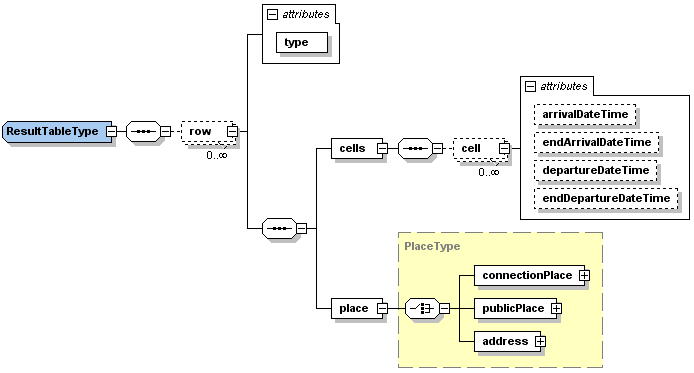 attributes
type
ResultTableType
row
0..∞
attributes
arrivalDateTime
endArrivalDateTime
departureDateTime
endDepartureDateTime
cells
cell
0..∞
PlaceType
connectionPlace
place
publicPlace
address